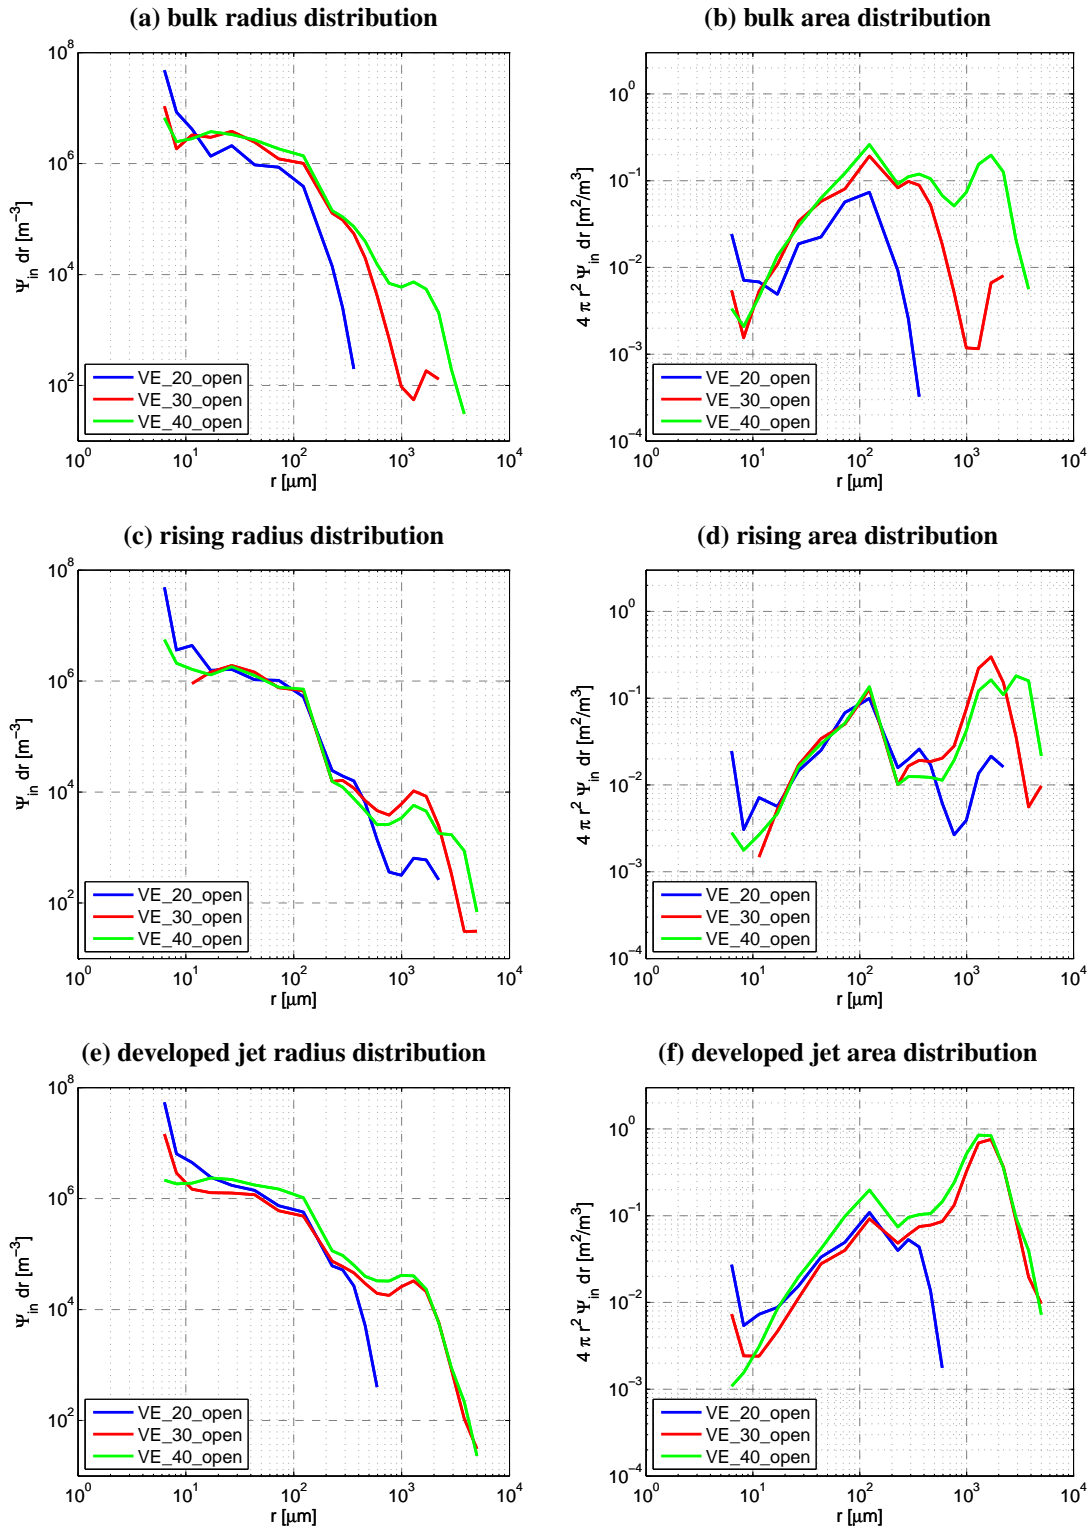 (a) bulk radius distribution
10^8
10^6
10^4
10^2
Ψ_in dr [m^−3]
VE_20_open
VE_30_open
VE_40_open
10^0 10^1 10^2 10^3 10^4
r [μm]
(b) bulk area distribution
10^0
10^−1
10^−2
10^−3
10^−4
4 π r^2 Ψ_in dr [m^2/m^3]
VE_20_open
VE_30_open
VE_40_open
10^0 10^1 10^2 10^3 10^4
r [μm]
(c) rising radius distribution
10^8
10^6
10^4
10^2
Ψ_in dr [m^−3]
VE_20_open
VE_30_open
VE_40_open
10^0 10^1 10^2 10^3 10^4
r [μm]
(d) rising area distribution
10^0
10^−1
10^−2
10^−3
10^−4
4 π r^2 Ψ_in dr [m^2/m^3]
VE_20_open
VE_30_open
VE_40_open
10^0 10^1 10^2 10^3 10^4
r [μm]
(e) developed jet radius distribution
10^8
10^6
10^4
10^2
Ψ_in dr [m^−3]
VE_20_open
VE_30_open
VE_40_open
10^0 10^1 10^2 10^3 10^4
r [μm]
(f) developed jet area distribution
10^0
10^−1
10^−2
10^−3
10^−4
4 π r^2 Ψ_in dr [m^2/m^3]
VE_20_open
VE_30_open
VE_40_open
10^0 10^1 10^2 10^3 10^4
r [μm]